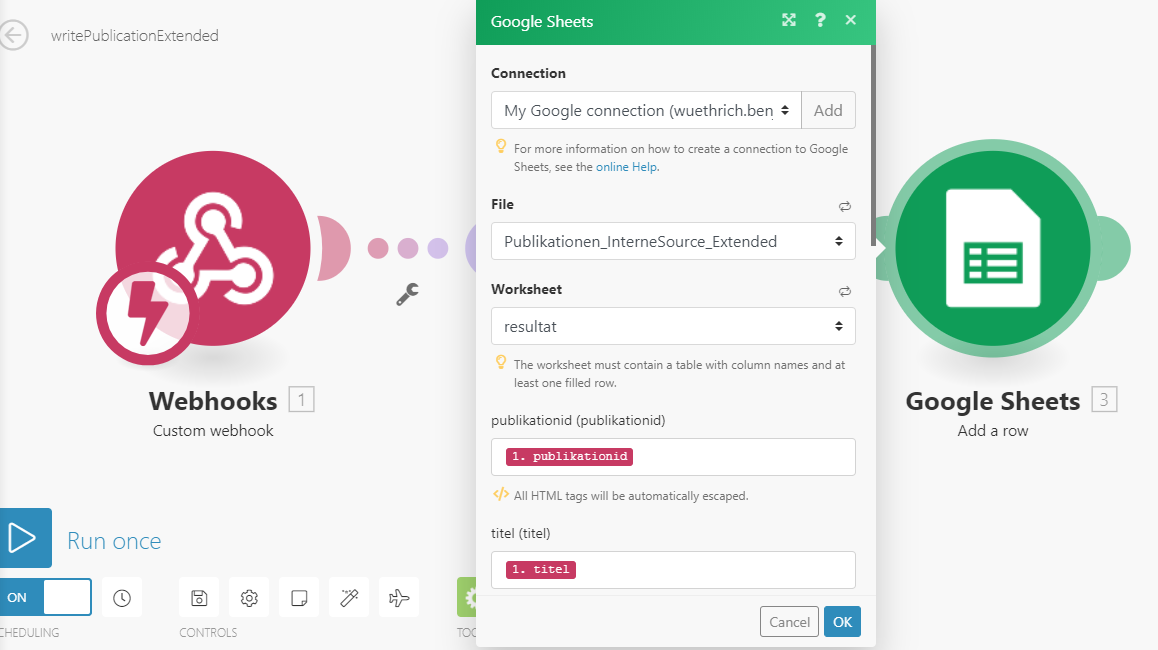 writePublicationExtended
Google Sheets
?
Connection
My Google connection (wuethrich.ben
Add
For more information on how to create a connection to Google
Sheets, see the online Help.
File
Publikationen_InterneSource_Extended
Worksheet
resultat
The worksheet must contain a table with column names and at
least one filled row.
publikationid (publikationid)
1. publikationid
</> All HTML tags will be automatically escaped.
titel (titel)
1. titel
Cancel
OK
Webhooks
1
Custom webhook
Google Sheets
3
Add a row
Run once
ON
CHEDULING
CONTROLS
TOO